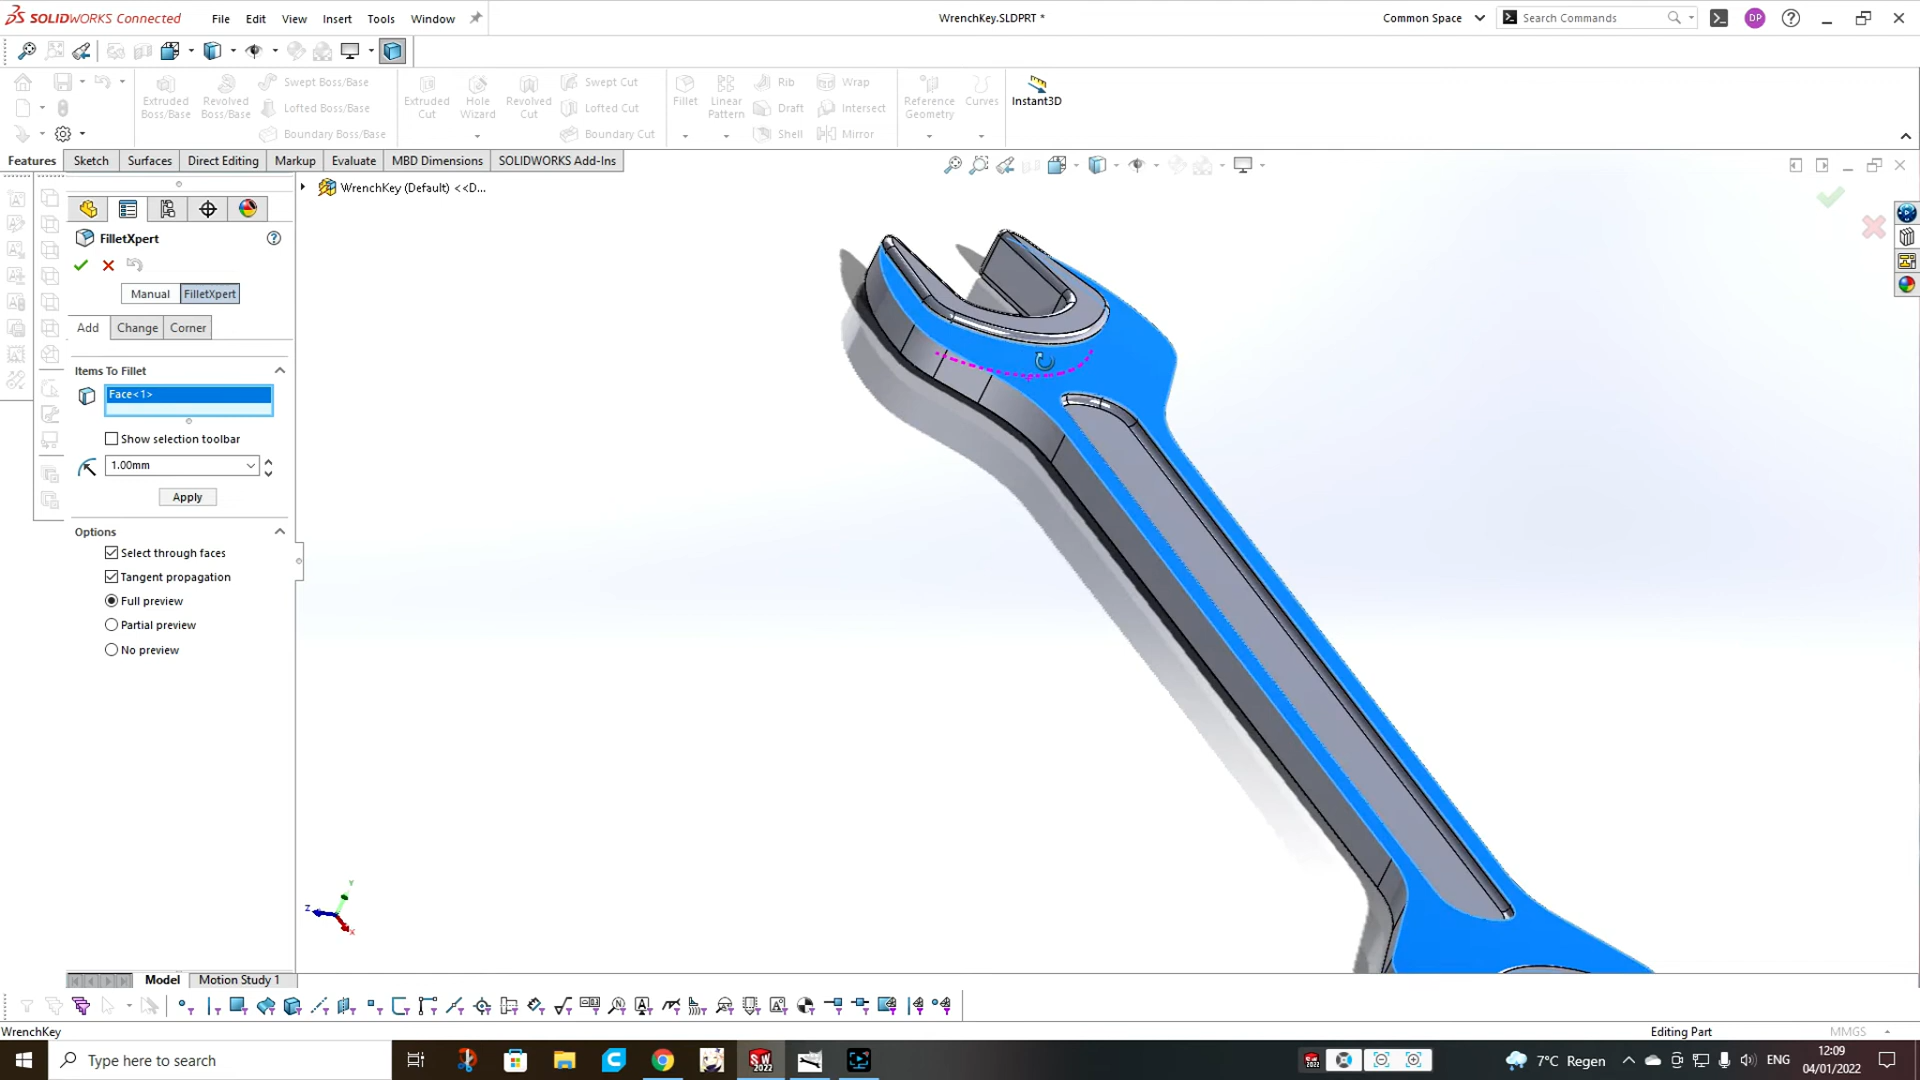 SOLIDWORKS Connected
File Edit View Insert Tools Window
WrenchKey.SLDPRT *
Common Space
Search Commands
DP
Extruded Boss/Base
Revolved Boss/Base
Swept Boss/Base
Lofted Boss/Base
Boundary Boss/Base
Extruded Cut
Hole Wizard
Revolved Cut
Swept Cut
Lofted Cut
Boundary Cut
Fillet
Linear Pattern
Rib
Draft
Shell
Wrap
Intersect
Mirror
Reference Geometry
Curves
Instant3D
Features Sketch Surfaces Direct Editing Markup Evaluate MBD Dimensions SOLIDWORKS Add-Ins
WrenchKey (Default) <<D...
FilletXpert
Manual FilletXpert
Add Change Corner
Items To Fillet
Face<1>
Show selection toolbar
1.00mm
Apply
Options
Select through faces
Tangent propagation
Full preview
Partial preview
No preview
Y
Z
X
Model Motion Study 1
WrenchKey
Editing Part
MMGS
Type here to search
SW 2022
7°C Regen
ENG
12:09
04/01/2022